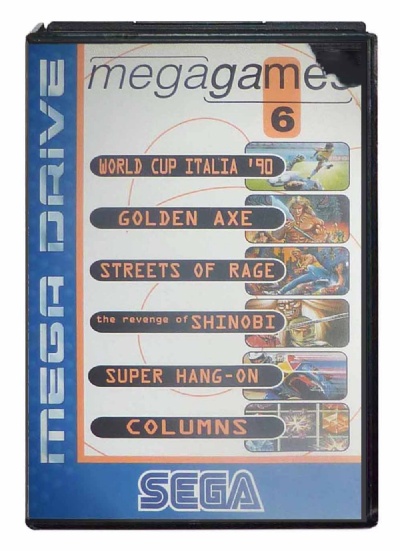 megagames
6
WORLD CUP ITALIA '90
GOLDEN AXE
STREETS OF RAGE
the revenge of SHINOBI
SUPER HANG-ON
COLUMNS
SEGA
MEGA DRIVE